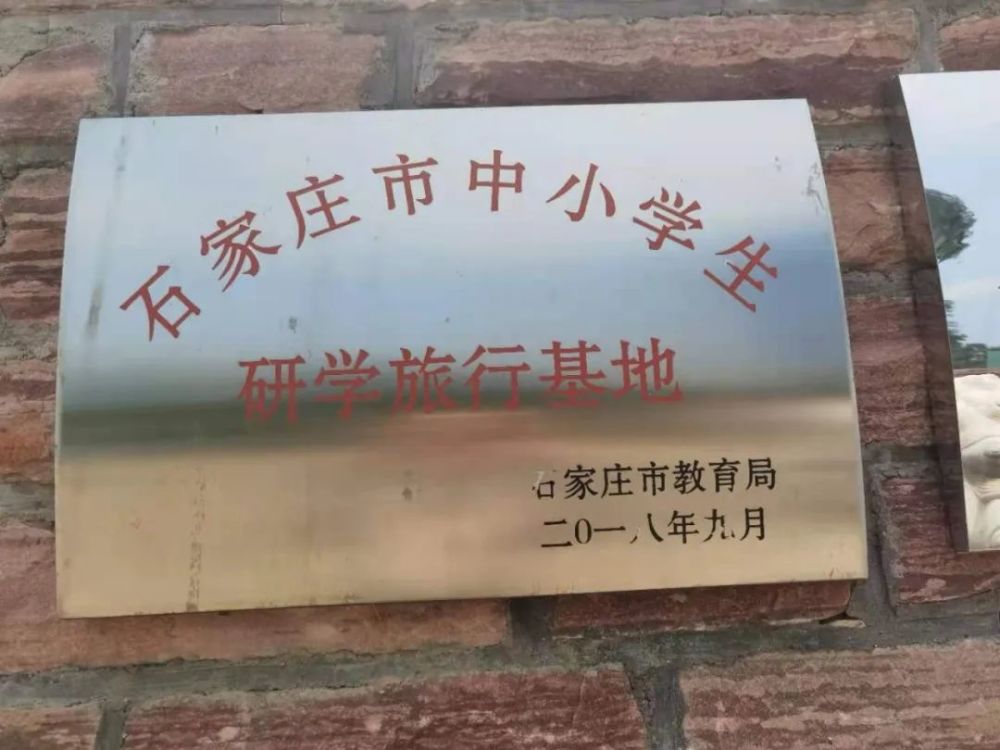 石家庄市中小学生
研学旅行基地
石家庄市教育局
二0一八年九月